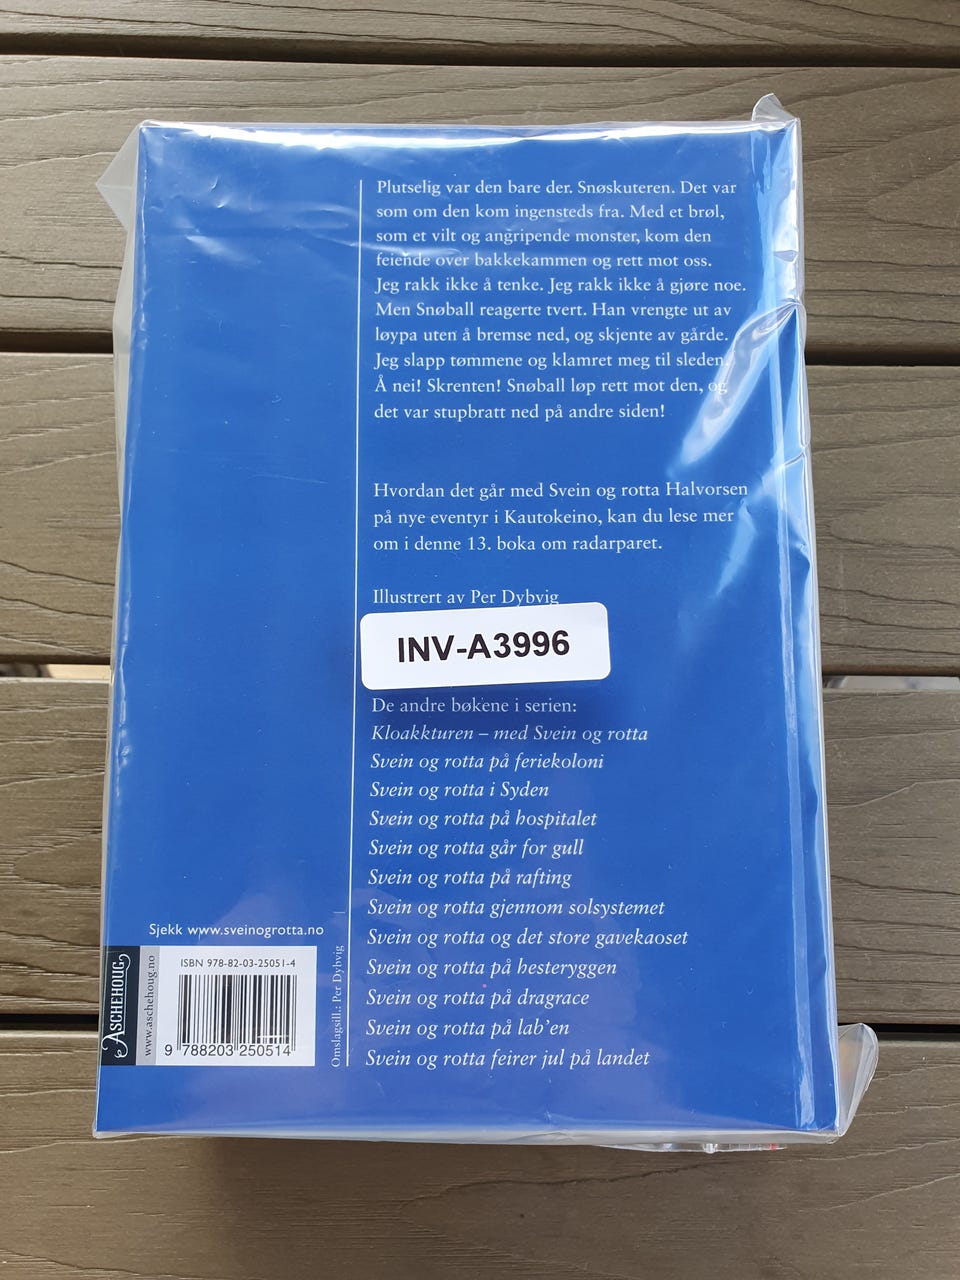 Plutselig var den bare der. Snøskuteren. Det var
som om den kom ingensteds fra. Med et brøl,
som et vilt og angripende monster, kom den
feiende over bakkekammen og rett mot oss.
Jeg rakk ikke å tenke. Jeg rakk ikke å gjøre noe.
Men Snøball reagerte tvert. Han vrengte ut av
løypa uten å bremse ned, og skjente av gårde.
Jeg slapp tømmene og klamret meg til sleden.
Å nei! Skrenten! Snøball løp rett mot den, og
det var stupbratt ned på andre siden!
Hvordan det går med Svein og rotta Halvorsen
på nye eventyr i Kautokeino, kan du lese mer
om i denne 13. boka om radarparet.
Illustrert av Per Dybvig
INV-A3996
De andre bøkene i serien:
Kloakkturen – med Svein og rotta
Svein og rotta på feriekoloni
Svein og rotta i Syden
Svein og rotta på hospitalet
Svein og rotta går for gull
Svein og rotta på rafting
Svein og rotta gjennom solsystemet
Svein og rotta og det store gavekaoset
Svein og rotta på hesteryggen
Svein og rotta på dragrace
Svein og rotta på lab'en
Svein og rotta feirer jul på landet
Sjekk www.sveinogrotta.no
ISBN 978-82-03-25051-4
9 788203 250514
ASCHEHOUG
www.aschehoug.no
Omslagsill.: Per Dybvig